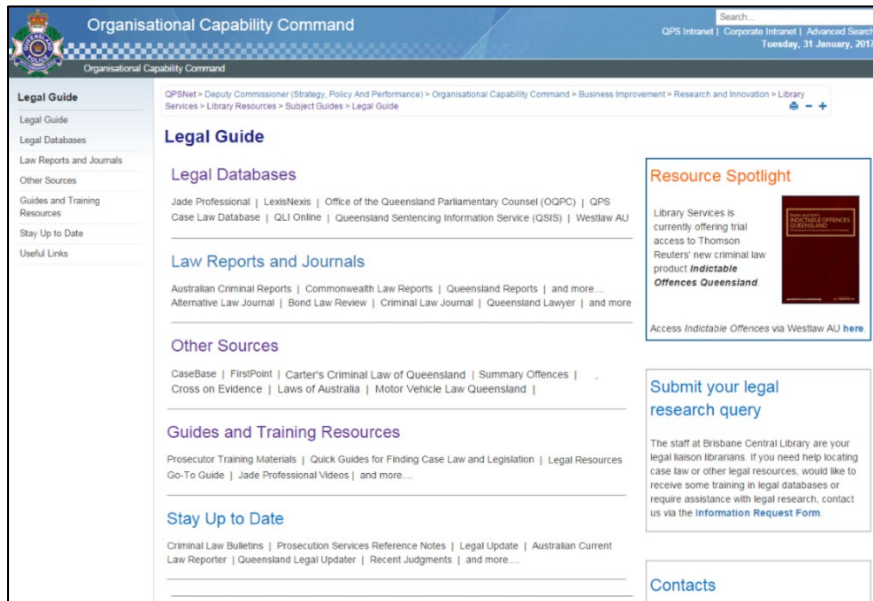 Organisational Capability Command
Search...
QPS Intranet | Corporate Intranet | Advanced Search
Tuesday, 31 January, 2017
Organisational Capability Command
Legal Guide
Legal Guide
Legal Databases
Law Reports and Journals
Other Sources
Guides and Training
Resources
Stay Up to Date
Useful Links
QPSNet > Deputy Commissioner (Strategy, Policy And Performance) > Organisational Capability Command > Business Improvement > Research and Innovation > Library
Services > Library Resources > Subject Guides > Legal Guide
Legal Guide
Legal Databases
Jade Professional | LexisNexis | Office of the Queensland Parliamentary Counsel (OQPC) | QPS
Case Law Database | QLI Online | Queensland Sentencing Information Service (QSIS) | Westlaw AU
Law Reports and Journals
Australian Criminal Reports | Commonwealth Law Reports | Queensland Reports | and more....
Alternative Law Journal | Bond Law Review | Criminal Law Journal | Queensland Lawyer | and more
Other Sources
CaseBase | FirstPoint | Carter's Criminal Law of Queensland | Summary Offences | .
Cross on Evidence | Laws of Australia | Motor Vehicle Law Queensland |
Guides and Training Resources
Prosecutor Training Materials | Quick Guides for Finding Case Law and Legislation | Legal Resources
Go-To Guide | Jade Professional Videos | and more....
Stay Up to Date
Criminal Law Bulletins | Prosecution Services Reference Notes | Legal Update | Australian Current
Law Reporter | Queensland Legal Updater | Recent Judgments | and more....
Resource Spotlight
Library Services is
currently offering trial
access to Thomson
Reuters' new criminal law
product Indictable
Offences Queensland.
INDICTABLE OFFENCES
QUEENSLAND
Access Indictable Offences via Westlaw AU here.
Submit your legal
research query
The staff at Brisbane Central Library are your
legal liaison librarians. If you need help locating
case law or other legal resources, would like to
receive some training in legal databases or
require assistance with legal research, contact
us via the Information Request Form.
Contacts